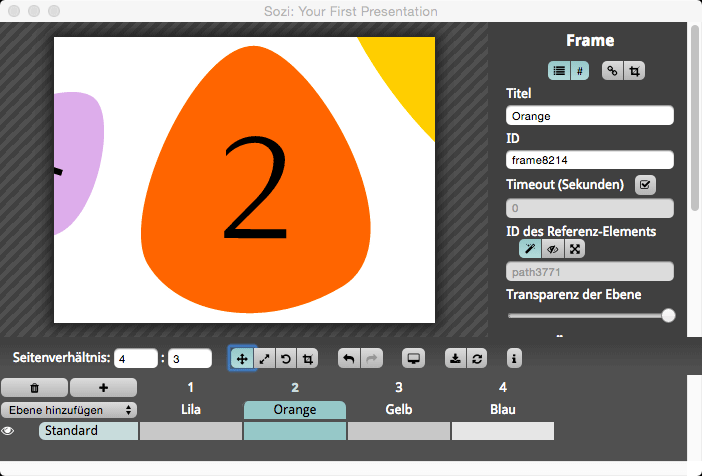 Sozi: Your First Presentation
2
Frame
#
Titel
Orange
ID
frame8214
Timeout (Sekunden)
0
ID des Referenz-Elements
path3771
Transparenz der Ebene
Seitenverhältnis: 4 : 3
i
1 2 3 4
Ebene hinzufügen Lila Orange Gelb Blau
Standard